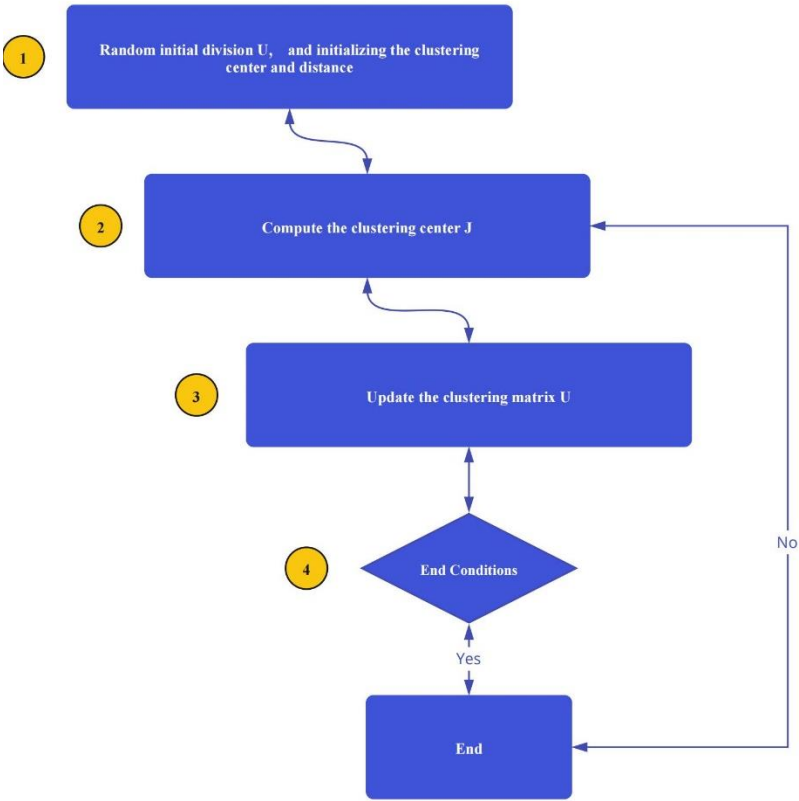 1
Random initial division U, and initializing the clustering
center and distance
2
Compute the clustering center J
3
Update the clustering matrix U
4
End Conditions
No
Yes
End